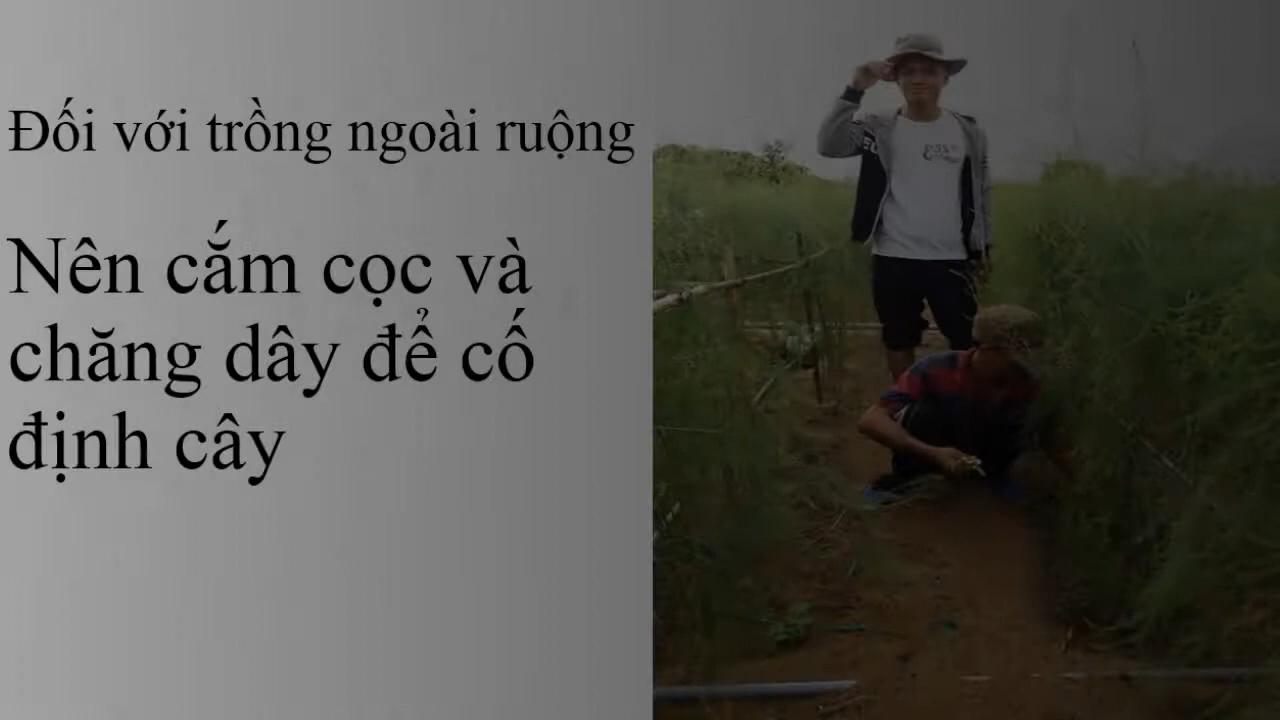 Đối với trồng ngoài ruộng
Nên cắm cọc và
chăng dây để cố
định cây